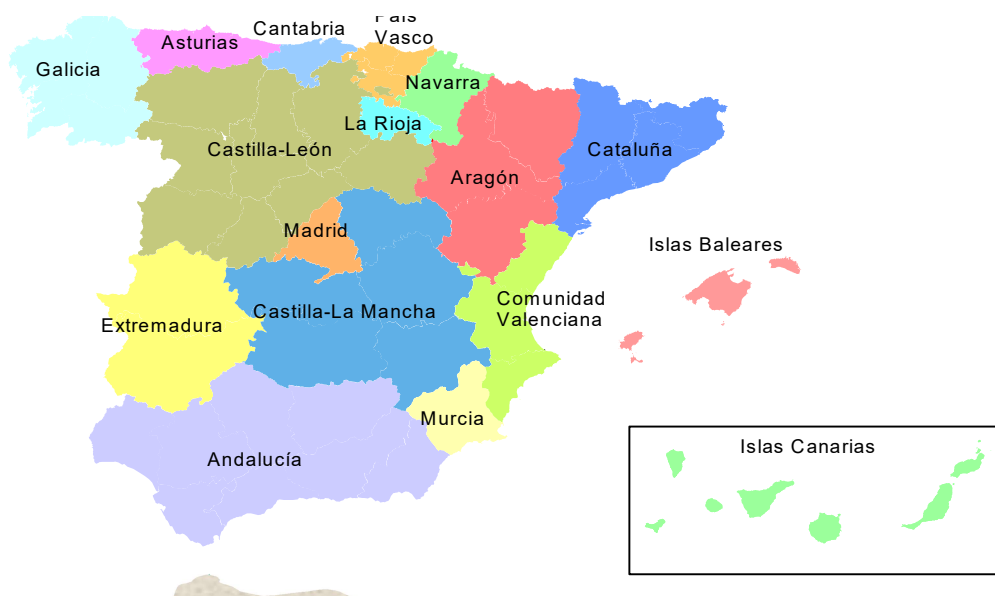 País
Cantabria
Vasco
Asturias
Galicia
Navarra
La Rioja
Castilla-León
Cataluña
Aragón
Madrid
Islas Baleares
Castilla-La Mancha
Comunidad
Valenciana
Extremadura
Murcia
Islas Canarias
Andalucía